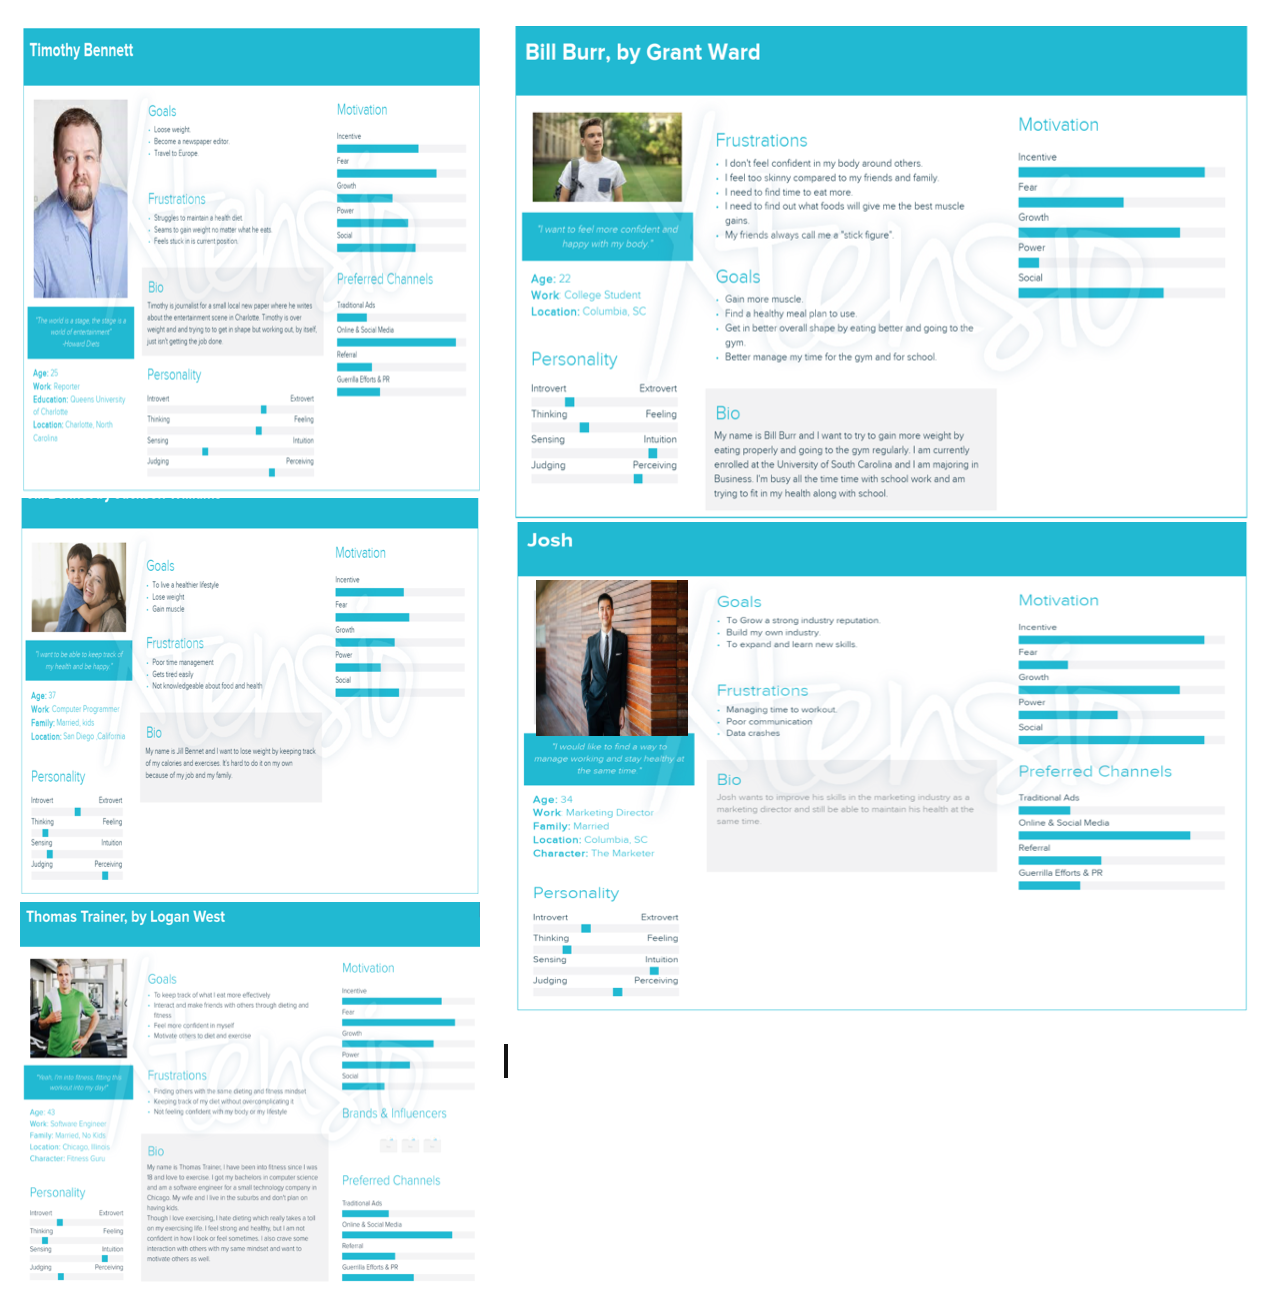 Timothy Bennett
Goals
Loose weight
Become a newspaper editor.
Travel to Europe
Frustrations
Struggles to maintain a health diet
Seams to gain weight no matter what he eats.
Feels stuck in is current position.
Bio
Timothy is journalist for a small local new paper where he writes
about the entertainment scene in Charlotte. Timothy is over
weight and trying to to get in shape but working out, by itself,
just isn't getting the job done.
"The world is a stage, the stage is a
world of entertainment"
-Howard Diets
Age: 25
Work: Reporter
Education: Queens University
of Charlotte
Location: Charlotte, North
Carolina
Personality
Introvert Extrovert
Thinking Feeling
Sensing Intuition
Judging Perceiving
Motivation
Incentive
Fear
Growth
Power
Social
Preferred Channels
Traditional Ads
Online & Social Media
Referral
Guerrilla Efforts & PR
Bill Burr, by Grant Ward
"I want to feel more confident and
happy with my body."
Age: 22
Work: College Student
Location: Columbia, SC
Personality
Introvert Extrovert
Thinking Feeling
Sensing Intuition
Judging Perceiving
Frustrations
I don't feel confident in my body around others.
I feel too skinny compared to my friends and family.
I need to find time to eat more.
I need to find out what foods will give me the best muscle
gains.
My friends always call me a "stick figure".
Goals
Gain more muscle.
Find a healthy meal plan to use.
Get in better overall shape by eating better and going to the
gym.
Better manage my time for the gym and for school.
Bio
My name is Bill Burr and I want to try to gain more weight by
eating properly and going to the gym regularly. I am currently
enrolled at the University of South Carolina and I am majoring in
Business. I'm busy all the time time with school work and am
trying to fit in my health along with school.
Motivation
Incentive
Fear
Growth
Power
Social
"I want to be able to keep track of
my health and be happy."
Age: 37
Work: Computer Programmer
Family: Married, kids
Location: San Diego ,California
Personality
Introvert Extrovert
Thinking Feeling
Sensing Intuition
Judging Perceiving
Goals
To live a healthier lifestyle
Lose weight
Gain muscle
Frustrations
Poor time management
Gets tired easily
Not knowledgeable about food and health
Bio
My name is Jill Bennet and I want to lose weight by keeping track
of my calories and exercises. It's hard to do it on my own
because of my job and my family.
Motivation
Incentive
Fear
Growth
Power
Social
Josh
"I would like to find a way to
manage working and stay healthy at
the same time."
Age: 34
Work: Marketing Director
Family: Married
Location: Columbia, SC
Character: The Marketer
Personality
Introvert Extrovert
Thinking Feeling
Sensing Intuition
Judging Perceiving
Goals
To Grow a strong industry reputation.
Build my own industry.
To expand and learn new skills.
Frustrations
Managing time to workout.
Poor communication
Data crashes
Bio
Josh wants to improve his skills in the marketing industry as a
marketing director and still be able to maintain his health at the
same time.
Motivation
Incentive
Fear
Growth
Power
Social
Preferred Channels
Traditional Ads
Online & Social Media
Referral
Guerrilla Efforts & PR
Thomas Trainer, by Logan West
"Yeah, I'm into fitness, fitting this
workout into my day!"
Age: 43
Work: Software Engineer
Family: Married, No Kids
Location: Chicago, Illinois
Character: Fitness Guru
Personality
Introvert Extrovert
Thinking Feeling
Sensing Intuition
Judging Perceiving
Goals
To keep track of what I eat more effectively
Interact and make friends with others through dieting and
fitness
Feel more confident in myself
Motivate others to diet and exercise
Frustrations
Finding others with the same dieting and fitness mindset
Keeping track of my diet without overcomplicating it
Not feeling confident with my body or my lifestyle
Bio
My name is Thomas Trainer, I have been into fitness since I was
18 and love to exercise. I got my bachelors in computer science
and am a software engineer for a small technology company in
Chicago. My wife and I live in the suburbs and don't plan on
having kids.
Though I love exercising, I hate dieting which really takes a toll
on my exercising life. I feel strong and healthy, but I am not
confident in how I look or feel sometimes. I also crave some
interaction with others with my same mindset and want to
motivate others as well.
Motivation
Incentive
Fear
Growth
Power
Social
Brands & Influencers
Preferred Channels
Traditional Ads
Online & Social Media
Referral
Guerrilla Efforts & PR
Xtensio
Xtensio
Xtensio
Xtensio
Xtensio